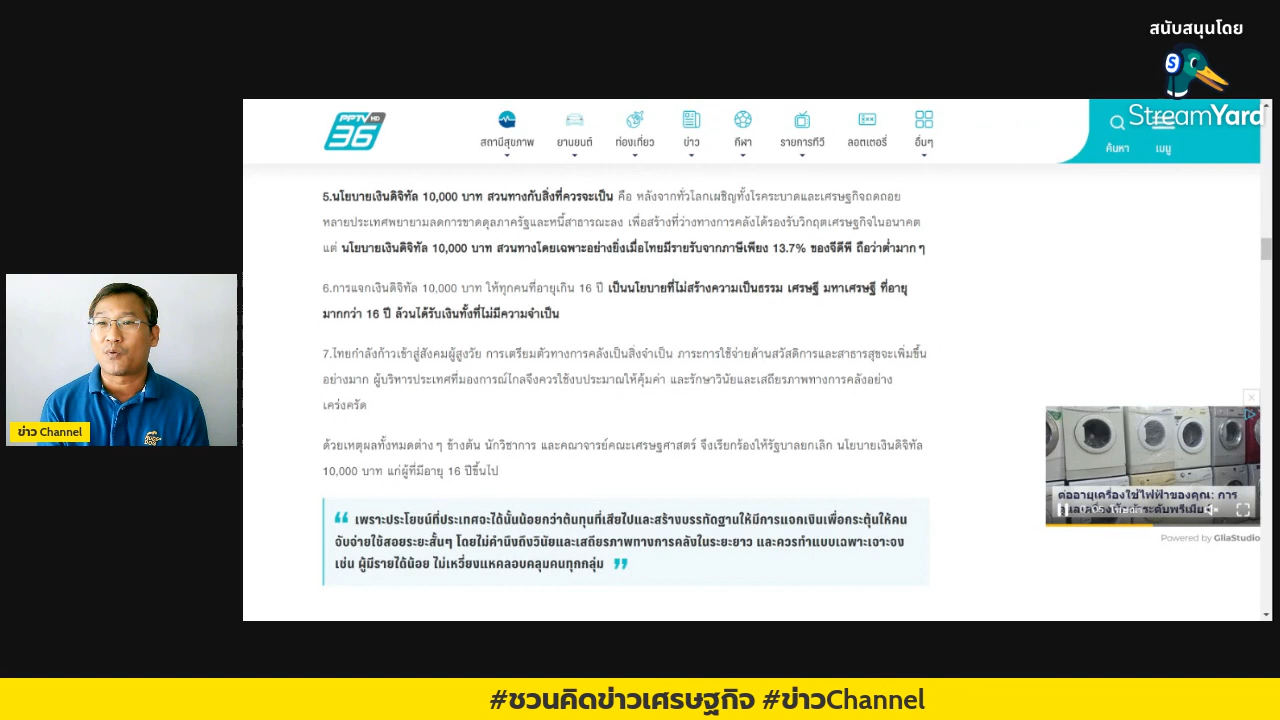 สนับสนุนโดย
S
StreamYard
PPTV HD
36
สถานีสุขภาพ
ยานยนต์
ท่องเที่ยว
ข่าว
กีฬา
รายการทีวี
ลอตเตอรี่
อื่นๆ
ค้นหา
เมนู
5.นโยบายเงินดิจิทัล 10,000 บาท สวนทางกับสิ่งที่ควรจะเป็น คือ หลังจากทั่วโลกเผชิญทั้งโรคระบาดและเศรษฐกิจถดถอย
หลายประเทศพยายามลดการขาดดุลภาครัฐและหนี้สาธารณะลง เพื่อสร้างที่ว่างทางการคลังไว้รองรับวิกฤตเศรษฐกิจในอนาคต
แต่ นโยบายเงินดิจิทัล 10,000 บาท สวนทางโดยเฉพาะอย่างยิ่งเมื่อไทยมีรายรับจากภาษีเพียง 13.7% ของจีดีพี ถือว่าต่ำมาก ๆ
6.การแจกเงินดิจิทัล 10,000 บาท ให้ทุกคนที่อายุเกิน 16 ปี เป็นนโยบายที่ไม่สร้างความเป็นธรรม เศรษฐี มหาเศรษฐี ที่อายุ
มากกว่า 16 ปี ล้วนได้รับเงินทั้งที่ไม่มีความจำเป็น
7.ไทยกำลังก้าวเข้าสู่สังคมผู้สูงวัย การเตรียมตัวทางการคลังเป็นสิ่งจำเป็น ภาระการใช้จ่ายด้านสวัสดิการและสาธารสุขจะเพิ่มขึ้น
อย่างมาก ผู้บริหารประเทศที่มองการณ์ไกลจึงควรใช้งบประมาณให้คุ้มค่า และรักษาวินัยและเสถียรภาพทางการคลังอย่าง
เคร่งครัด
ด้วยเหตุผลทั้งหมดต่าง ๆ ข้างต้น นักวิชาการ และคณาจารย์คณะเศรษฐศาสตร์ จึงเรียกร้องให้รัฐบาลยกเลิก นโยบายเงินดิจิทัล
10,000 บาท แก่ผู้ที่มีอายุ 16 ปีขึ้นไป
“ เพราะประโยชน์ที่ประเทศจะได้นั้นน้อยกว่าต้นทุนที่เสียไปและสร้างบรรทัดฐานให้มีการแจกเงินเพื่อกระตุ้นให้คน
จับจ่ายใช้สอยระยะสั้นๆ โดยไม่คำนึงถึงวินัยและเสถียรภาพทางการคลังในระยะยาว และควรทำแบบเฉพาะเจาะจง
เช่น ผู้มีรายได้น้อย ไม่เหวี่ยงแหคลอบคลุมคนทุกกลุ่ม ”
ต่ออายุเครื่องใช้ไฟฟ้าของคุณ: การ
Powered by GliaStudio
ข่าว Channel
#ชวนคิดข่าวเศรษฐกิจ #ข่าวChannel